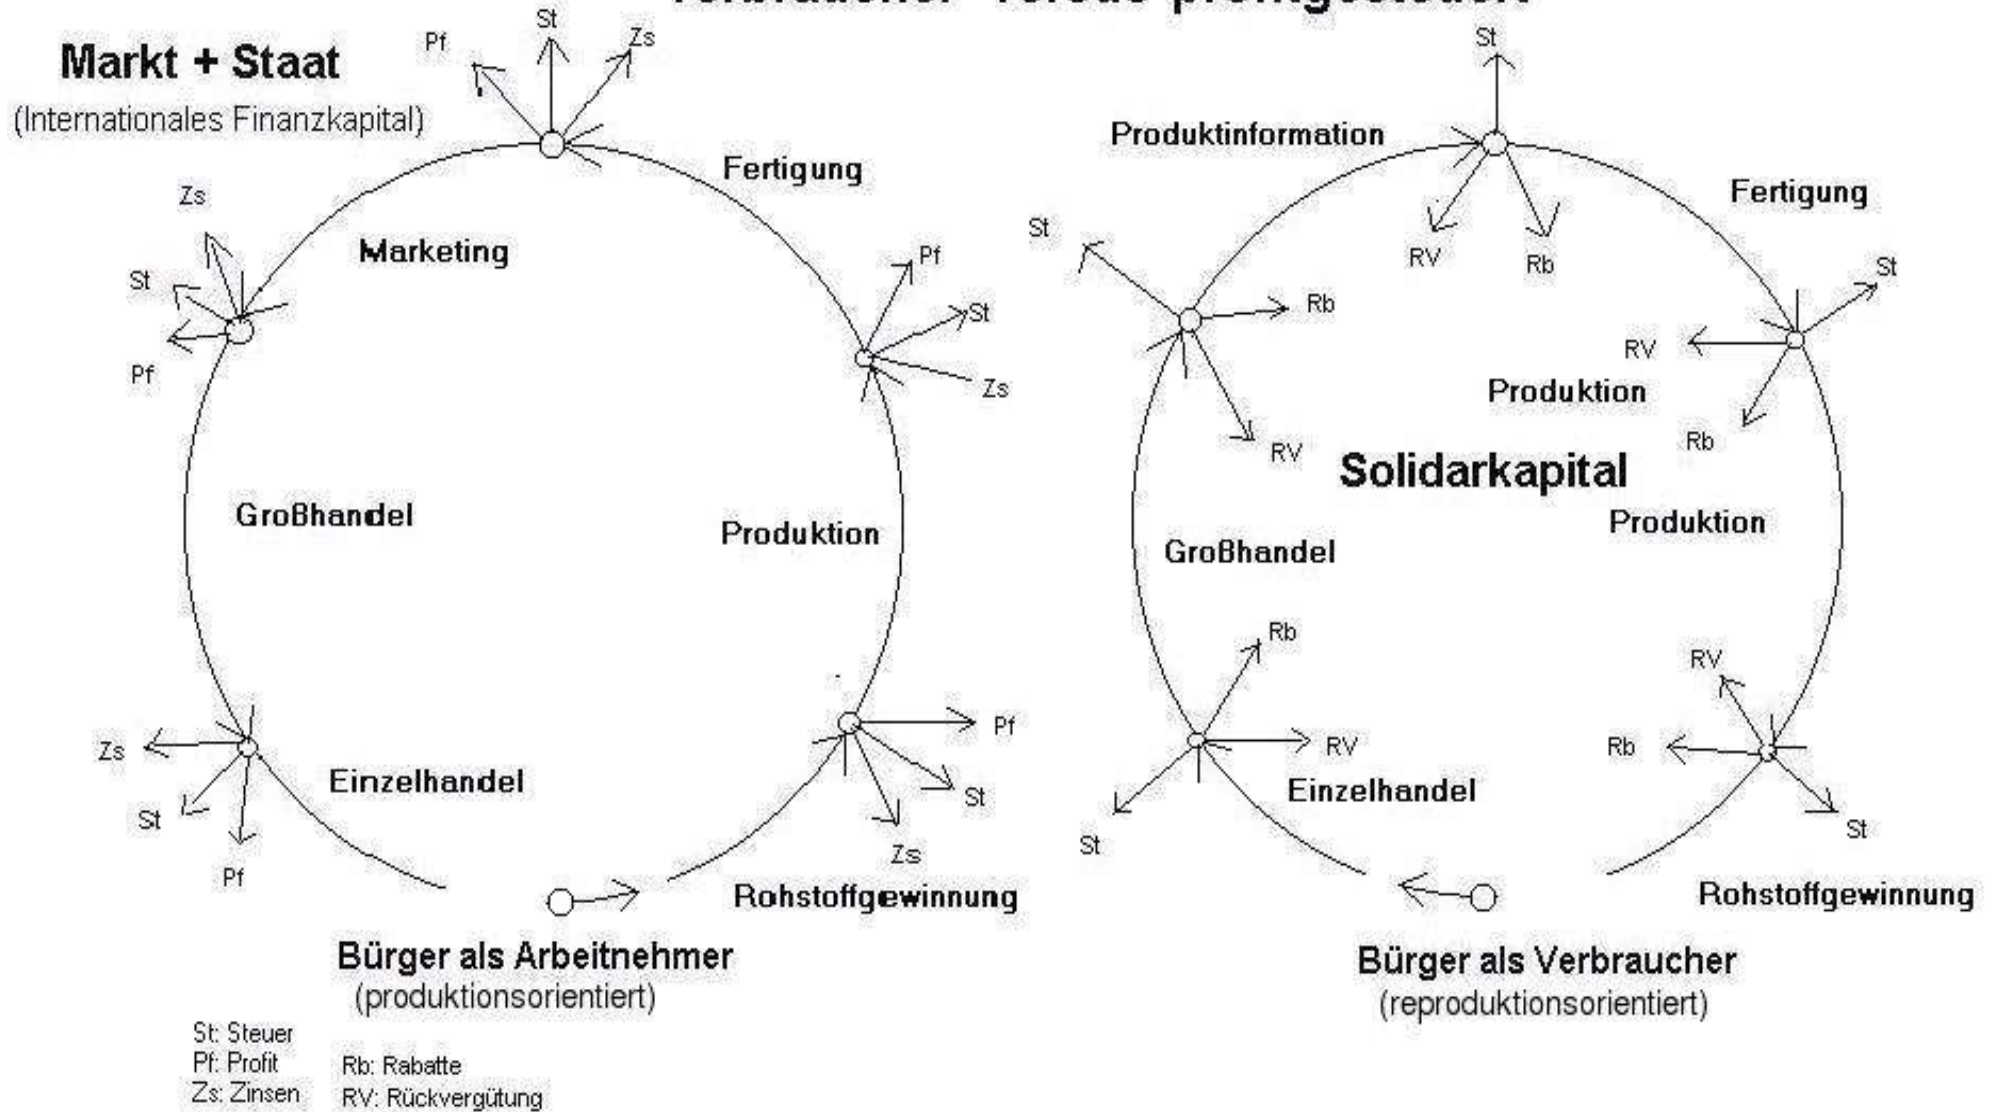 Markt + Staat
(Internationales Finanzkapital)
Pf
St
Zs
Fertigung
Zs
Marketing
St
Pf
Pf
St
Zs
Großhandel
Produktion
Zs
St
Pf
Einzelhandel
Pf
St
Zs
Rohstoffgewinnung
Bürger als Arbeitnehmer
(produktionsorientiert)
St
Produktinformation
Fertigung
St
RV
Rb
St
Rb
RV
RV
Produktion
Rb
Solidarkapital
Produktion
Großhandel
Rb
RV
St
Einzelhandel
RV
Rb
St
Rohstoffgewinnung
Bürger als Verbraucher
(reproduktionsorientiert)
St: Steuer
Pf: Profit
Zs: Zinsen
Rb: Rabatte
RV: Rückvergütung